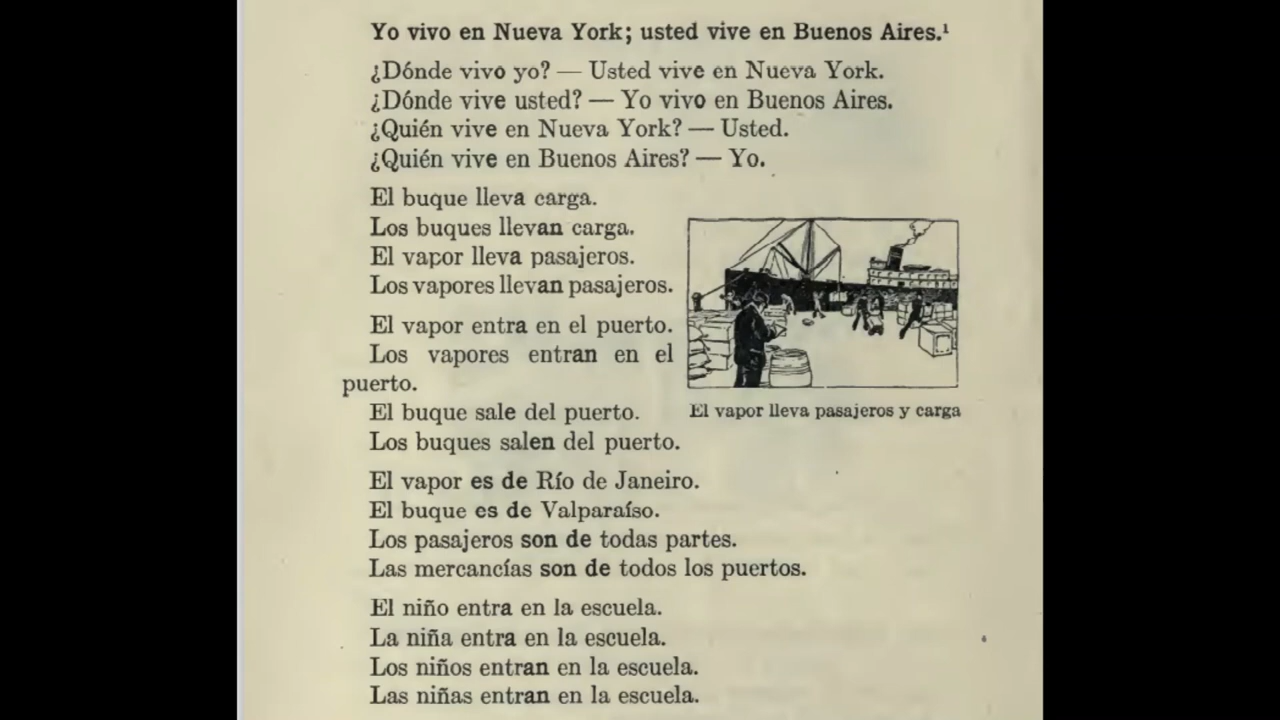 Yo vivo en Nueva York; usted vive en Buenos Aires.¹
¿Dónde vivo yo? — Usted vive en Nueva York.
¿Dónde vive usted? — Yo vivo en Buenos Aires.
¿Quién vive en Nueva York? — Usted.
¿Quién vive en Buenos Aires? — Yo.
El buque lleva carga.
Los buques llevan carga.
El vapor lleva pasajeros.
Los vapores llevan pasajeros.
El vapor entra en el puerto.
Los vapores entran en el
puerto.
El buque sale del puerto.
Los buques salen del puerto.
El vapor lleva pasajeros y carga
El vapor es de Río de Janeiro.
El buque es de Valparaíso.
Los pasajeros son de todas partes.
Las mercancías son de todos los puertos.
El niño entra en la escuela.
La niña entra en la escuela.
Los niños entran en la escuela.
Las niñas entran en la escuela.